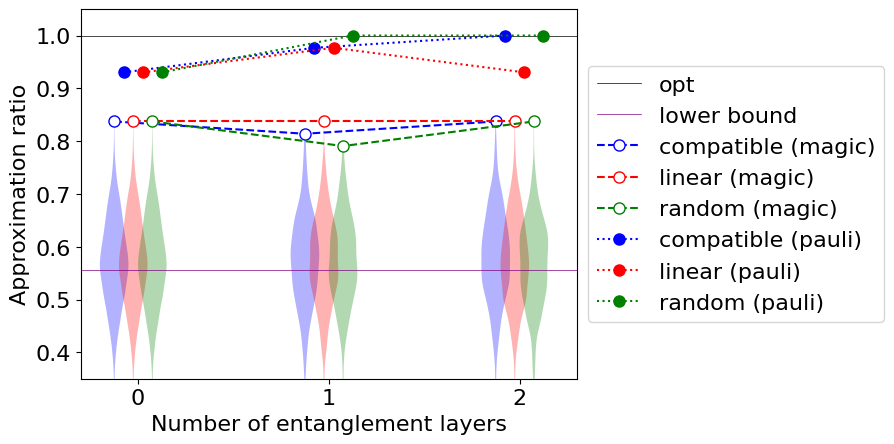 1.0
0.9
0.8
0.7
0.6
0.5
0.4
Approximation ratio
0 1 2
Number of entanglement layers
opt
lower bound
compatible (magic)
linear (magic)
random (magic)
compatible (pauli)
linear (pauli)
random (pauli)